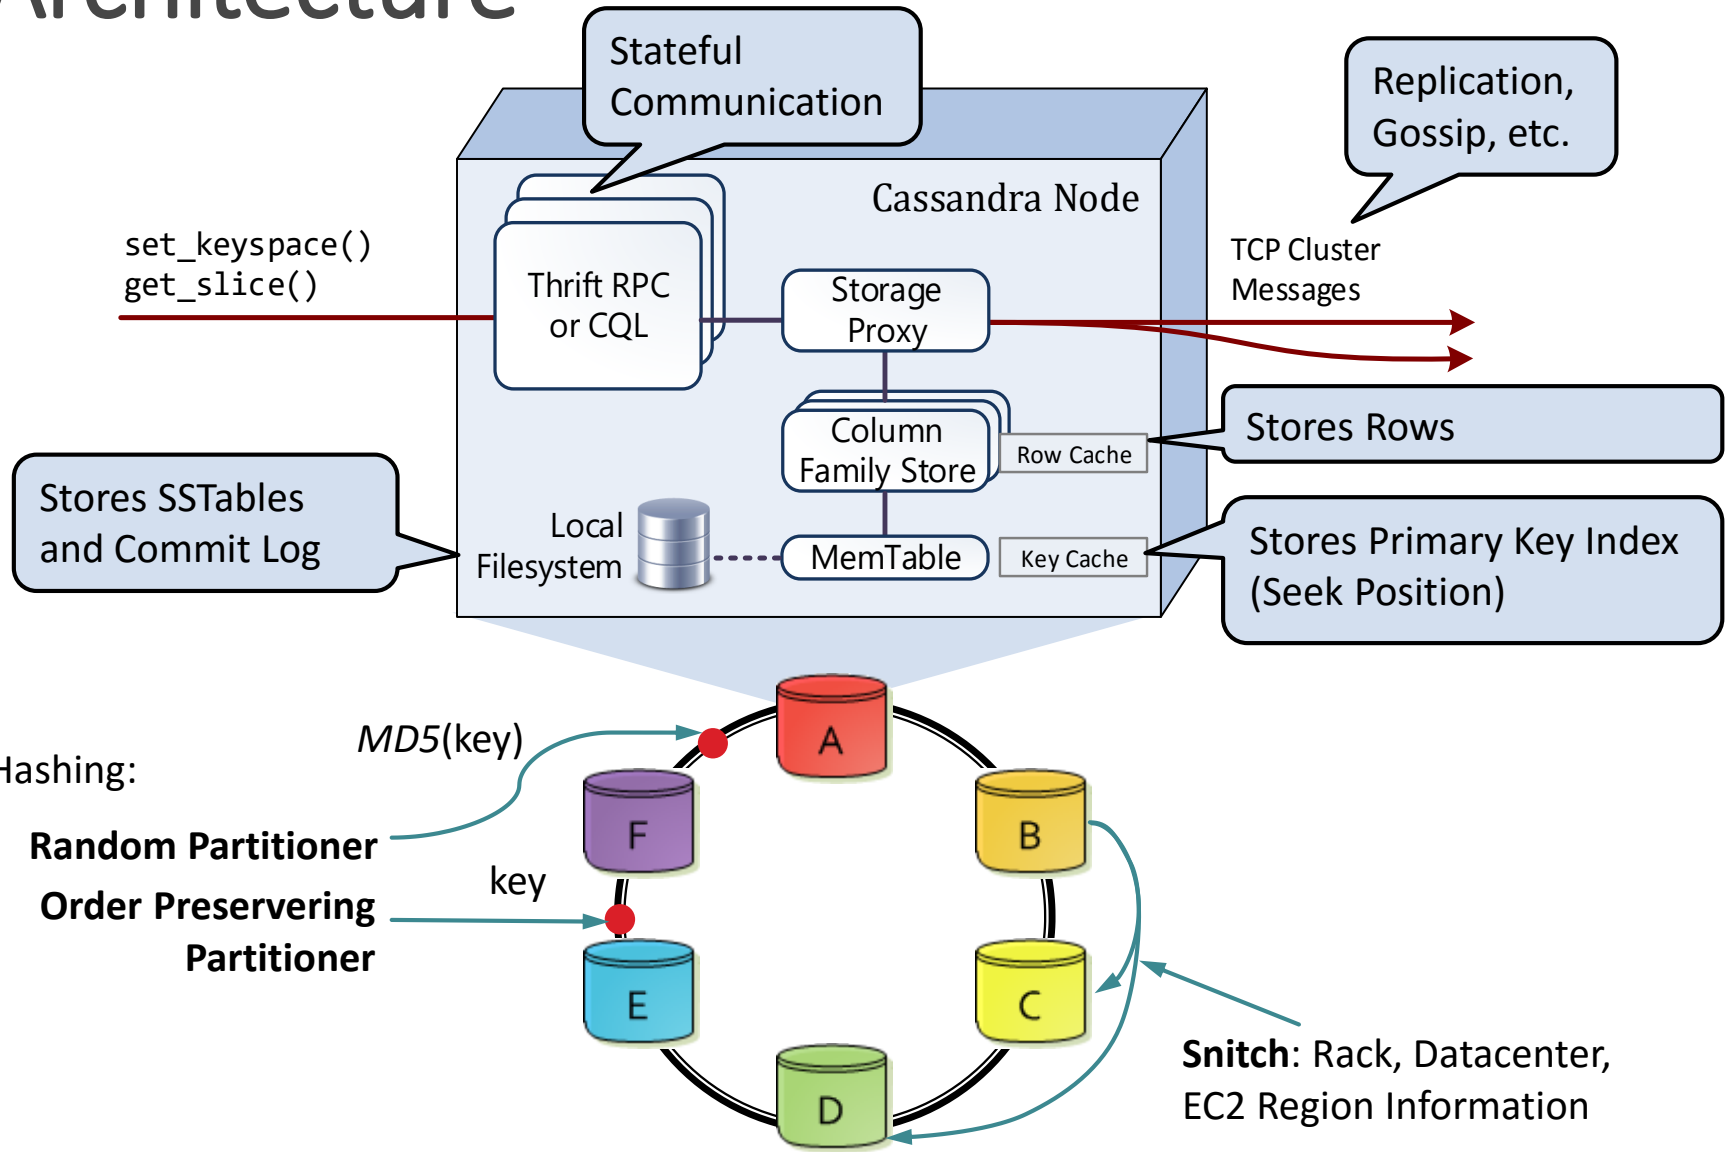 Architecture
Stateful
Communication
Replication,
Gossip, etc.
Cassandra Node
set_keyspace()
get_slice()
Thrift RPC
or CQL
Storage
Proxy
TCP Cluster
Messages
Column
Family Store
Row Cache
Stores Rows
Stores SSTables
and Commit Log
Local
Filesystem
MemTable
Key Cache
Stores Primary Key Index
(Seek Position)
MD5(key)
A
Hashing:
F
B
Random Partitioner
key
Order Preservering
Partitioner
E
C
Snitch: Rack, Datacenter,
EC2 Region Information
D